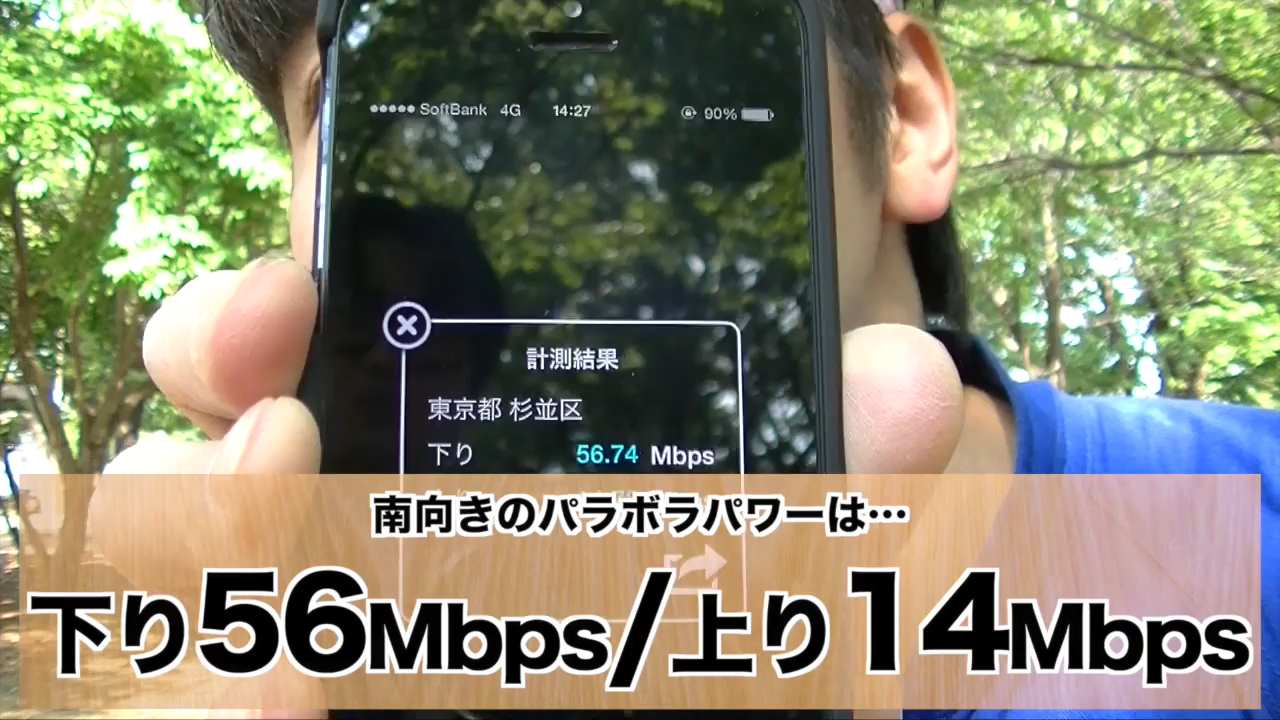 SoftBank 4G 14:27 90%
計測結果
東京都 杉並区
下り 56.74 Mbps
南向きのパラボラパワーは…
下り56Mbps/上り14Mbps